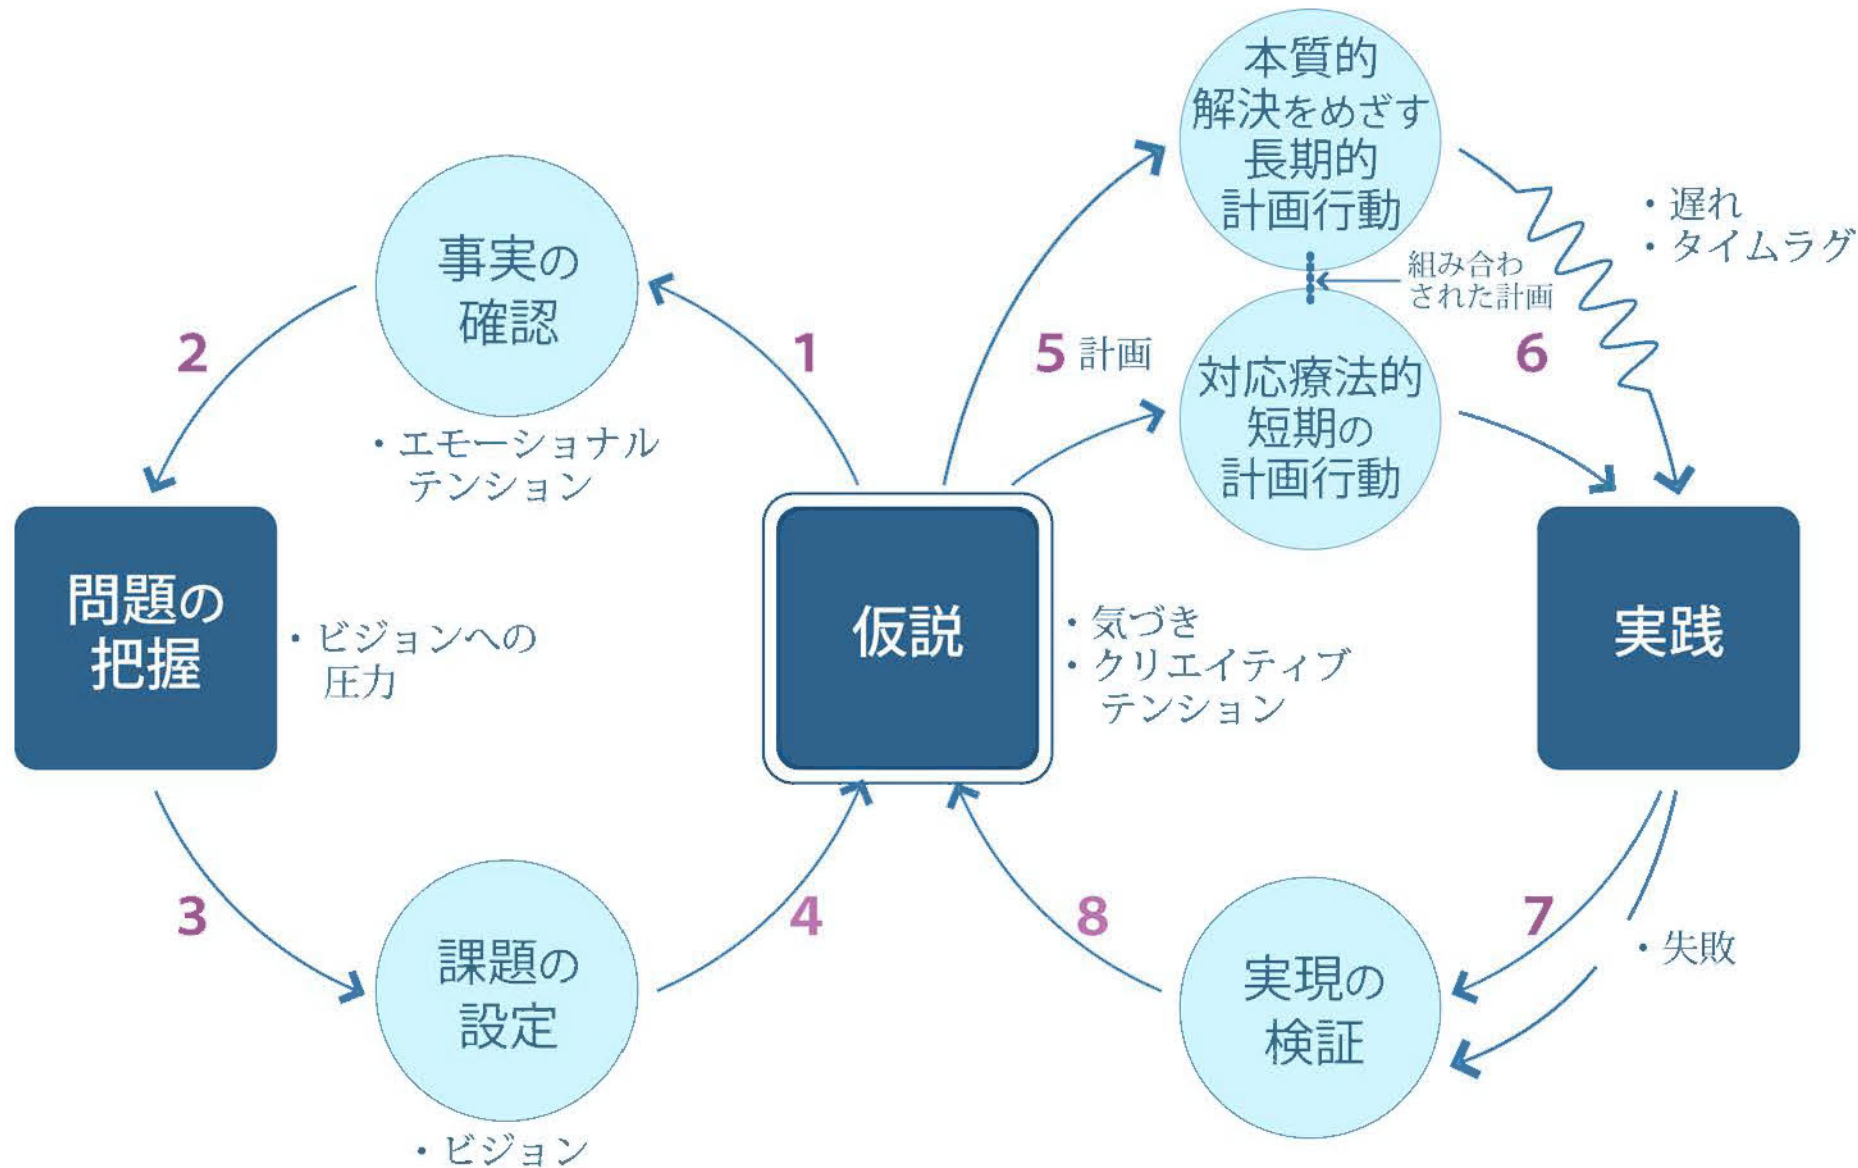 本質的
解決をめざす
長期的
計画行動
・遅れ
・タイムラグ
組み合わ
された計画
事実の
確認
・エモーショナル
テンション
1
2
5 計画
6
対応療法的
短期の
計画行動
問題の
把握
・ビジョンへの
圧力
仮説
・気づき
・クリエイティブ
テンション
実践
3
課題の
設定
・ビジョン
4
8
7
・失敗
実現の
検証